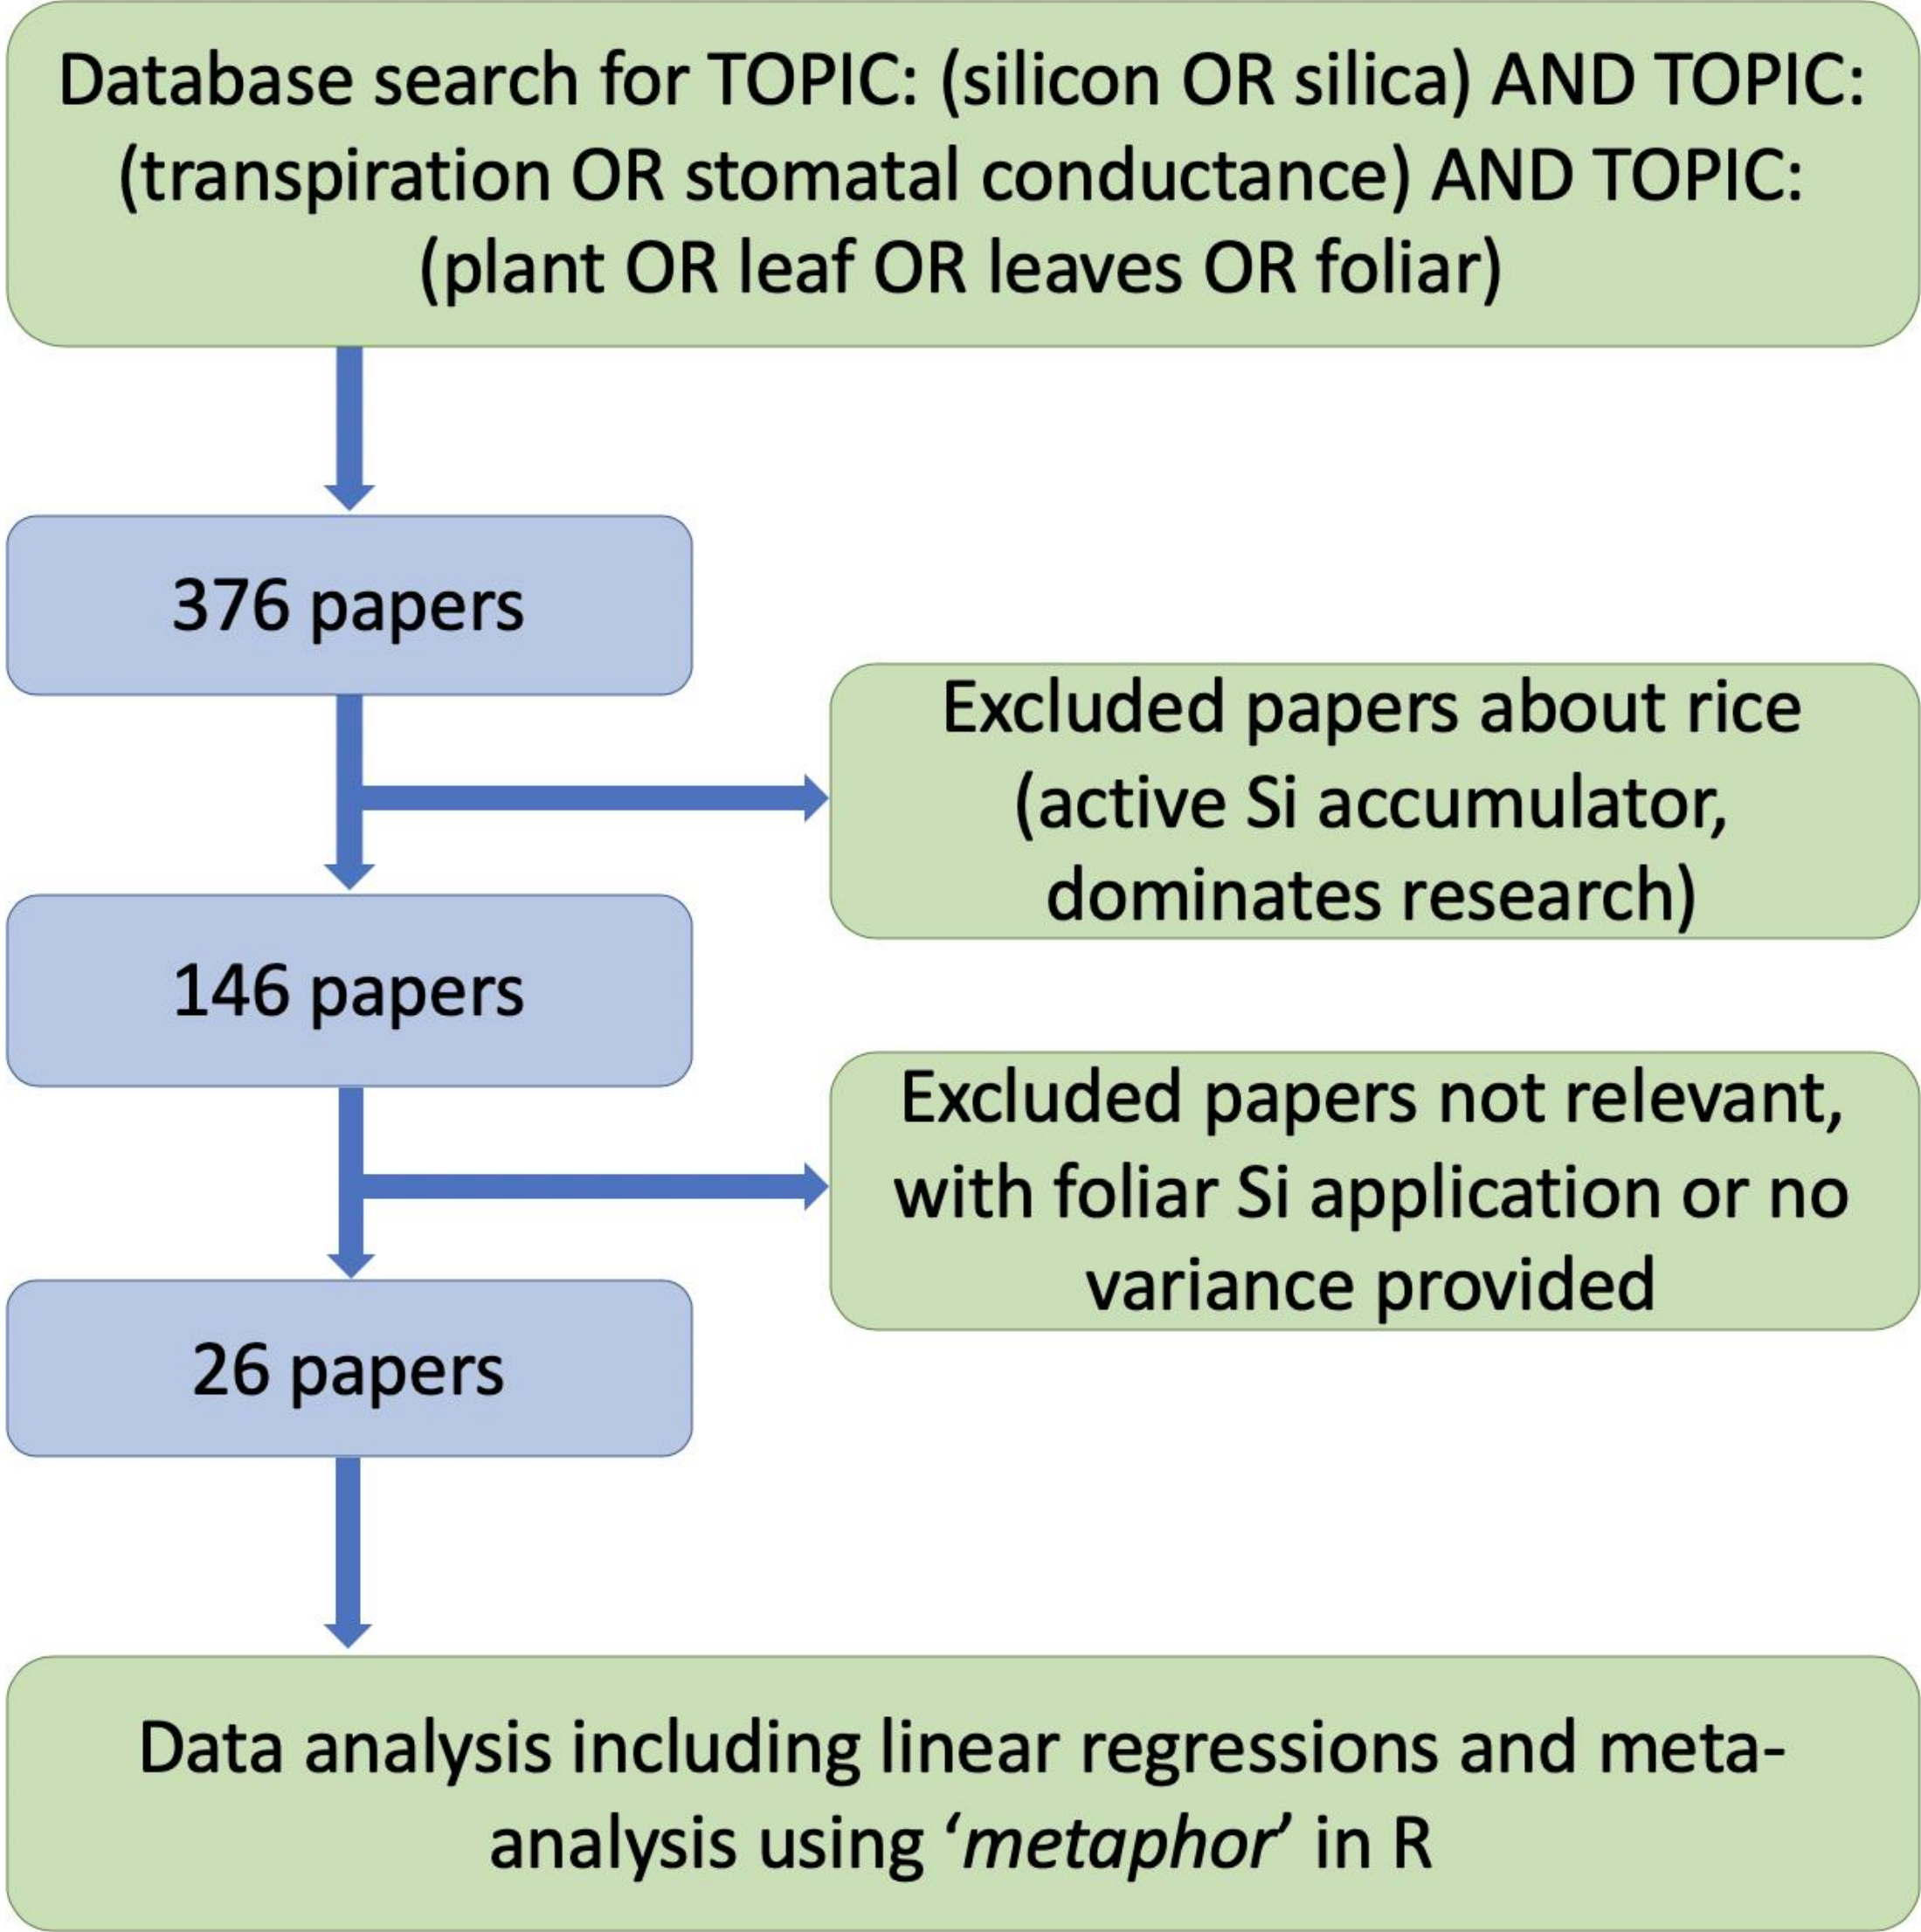 Database search for TOPIC: (silicon OR silica) AND TOPIC:
(transpiration OR stomatal conductance) AND TOPIC:
(plant OR leaf OR leaves OR foliar)
376 papers
Excluded papers about rice
(active Si accumulator,
dominates research)
146 papers
Excluded papers not relevant,
with foliar Si application or no
variance provided
26 papers
Data analysis including linear regressions and meta-
analysis using ‘metaphor’ in R